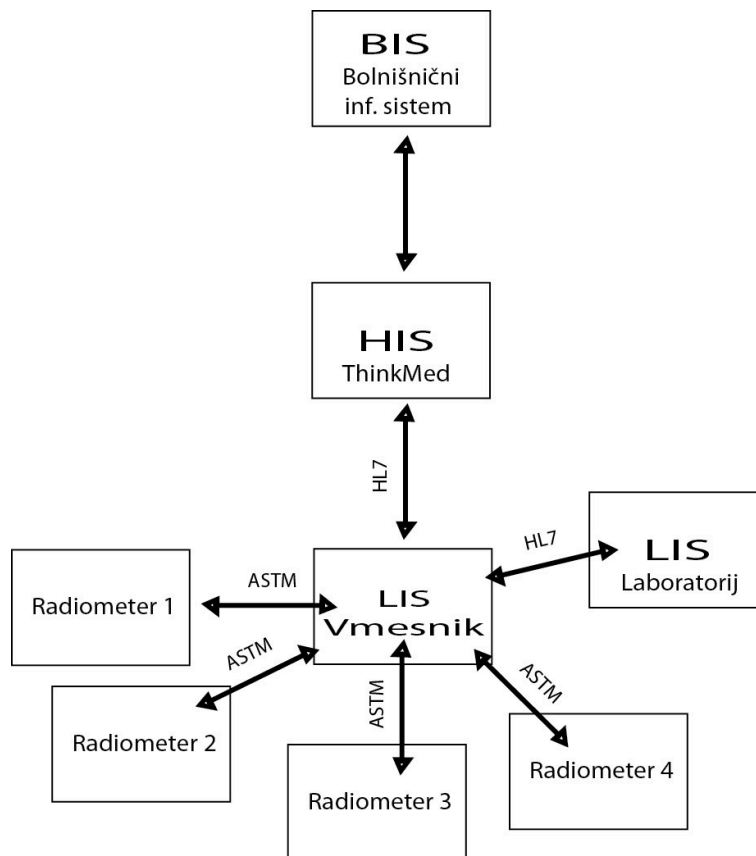 BIS
Bolnišnični
inf. sistem
HIS
ThinkMed
HL7
HL7
LIS
Laboratorij
ASTM
Radiometer 1
LIS
Vmesnik
ASTM
ASTM
ASTM
Radiometer 2
Radiometer 3
Radiometer 4